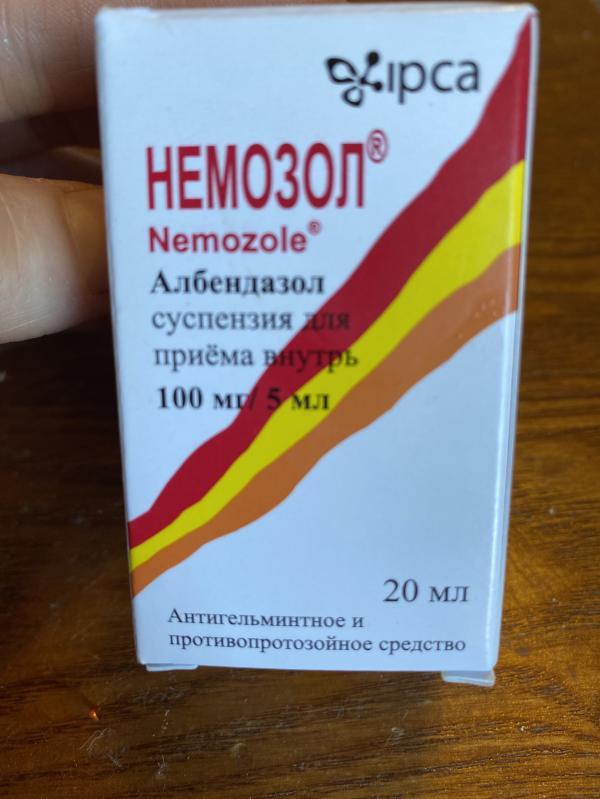 ipca
НЕМОЗОЛ®
Nemozole®
Албендазол
суспензия для
приёма внутрь
100 мг/ 5 мл
20 мл
Антигельминтное и
противопротозойное средство